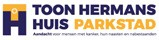 TOON HERMANS
HUIS PARKSTAD
Aandacht voor mensen met kanker, hun naasten en nabestaanden